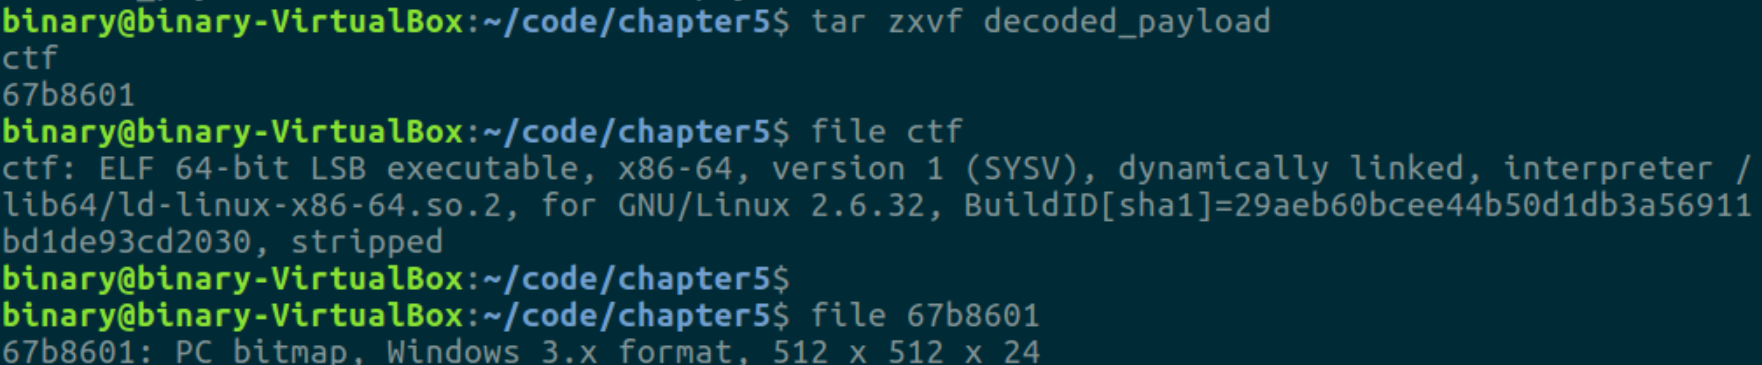 binary@binary-VirtualBox:~/code/chapter5$ tar zxvf decoded_payload
ctf
67b8601
binary@binary-VirtualBox:~/code/chapter5$ file ctf
ctf: ELF 64-bit LSB executable, x86-64, version 1 (SYSV), dynamically linked, interpreter /
lib64/ld-linux-x86-64.so.2, for GNU/Linux 2.6.32, BuildID[sha1]=29aeb60bcee44b50d1db3a56911
bd1de93cd2030, stripped
binary@binary-VirtualBox:~/code/chapter5$
binary@binary-VirtualBox:~/code/chapter5$ file 67b8601
67b8601: PC bitmap, Windows 3.x format, 512 x 512 x 24